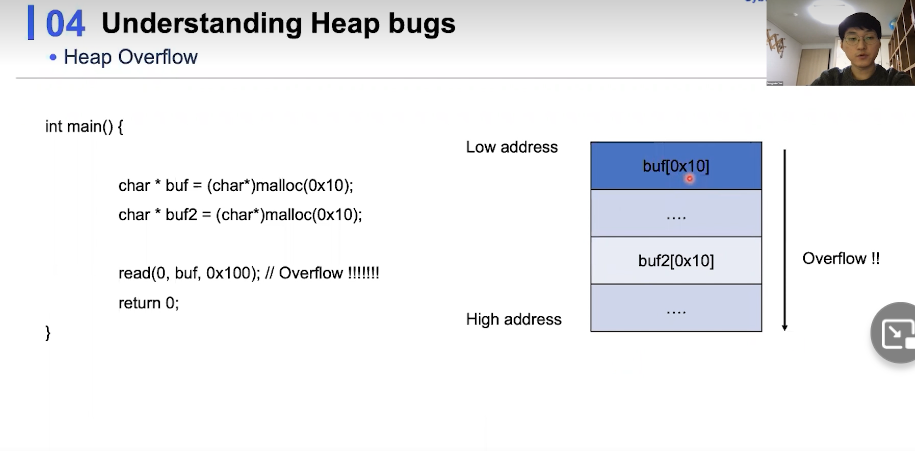 04 Understanding Heap bugs
• Heap Overflow
int main() {
char * buf = (char*)malloc(0x10);
char * buf2 = (char*)malloc(0x10);
read(0, buf, 0x100); // Overflow !!!!!!!
return 0;
}
Low address
buf[0x10]
....
buf2[0x10]
....
High address
Overflow !!